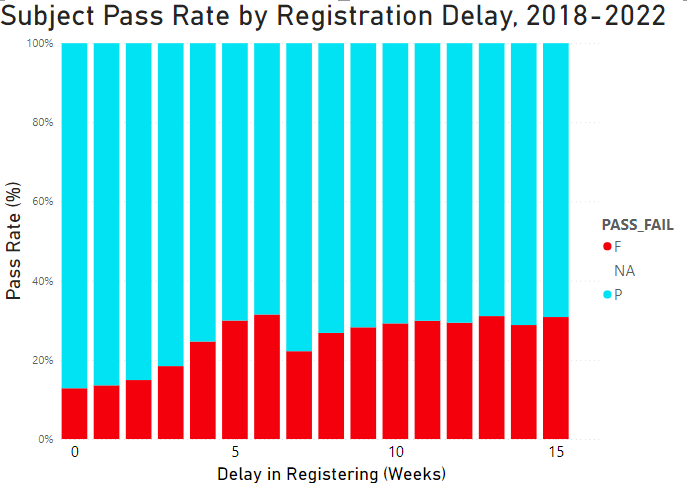 Subject Pass Rate by Registration Delay, 2018-2022
100%
80%
60%
40%
20%
0%
Pass Rate (%)
0 5 10 15
Delay in Registering (Weeks)
PASS_FAIL
F
NA
P